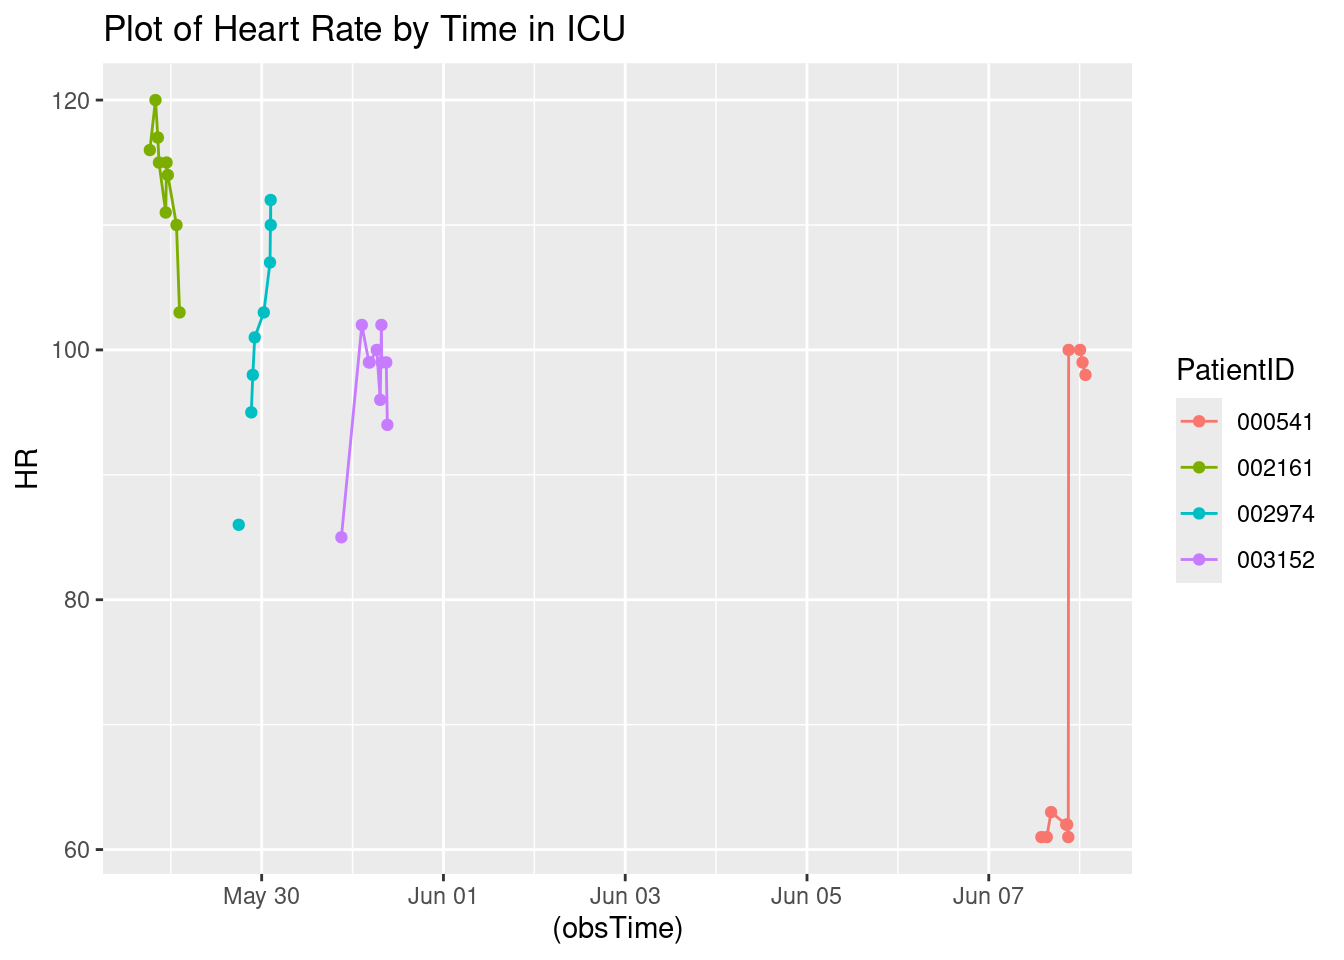 Plot of Heart Rate by Time in ICU
120
100
80
60
HR
May 30
Jun 01
Jun 03
Jun 05
Jun 07
(obsTime)
PatientID
000541
002161
002974
003152